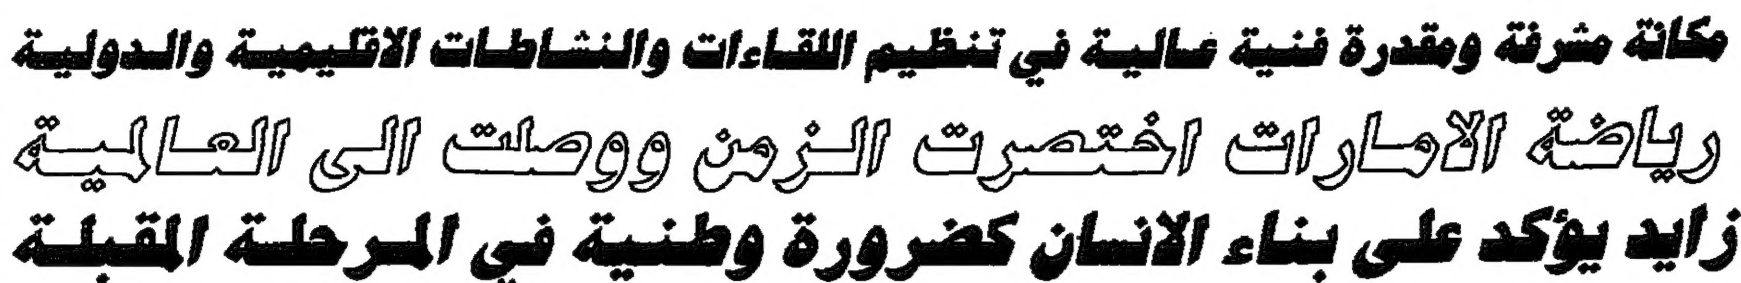 مكانة مشرفة ومقدرة فنية عالية في تنظيم اللقاءات والنشاطات الاقليمية والدولية
رياضة الامارات اختصرت الزمن ووصلت الى العالمية
زايد يؤكد على بناء الانسان كضرورة وطنية في المرحلة المقبلة